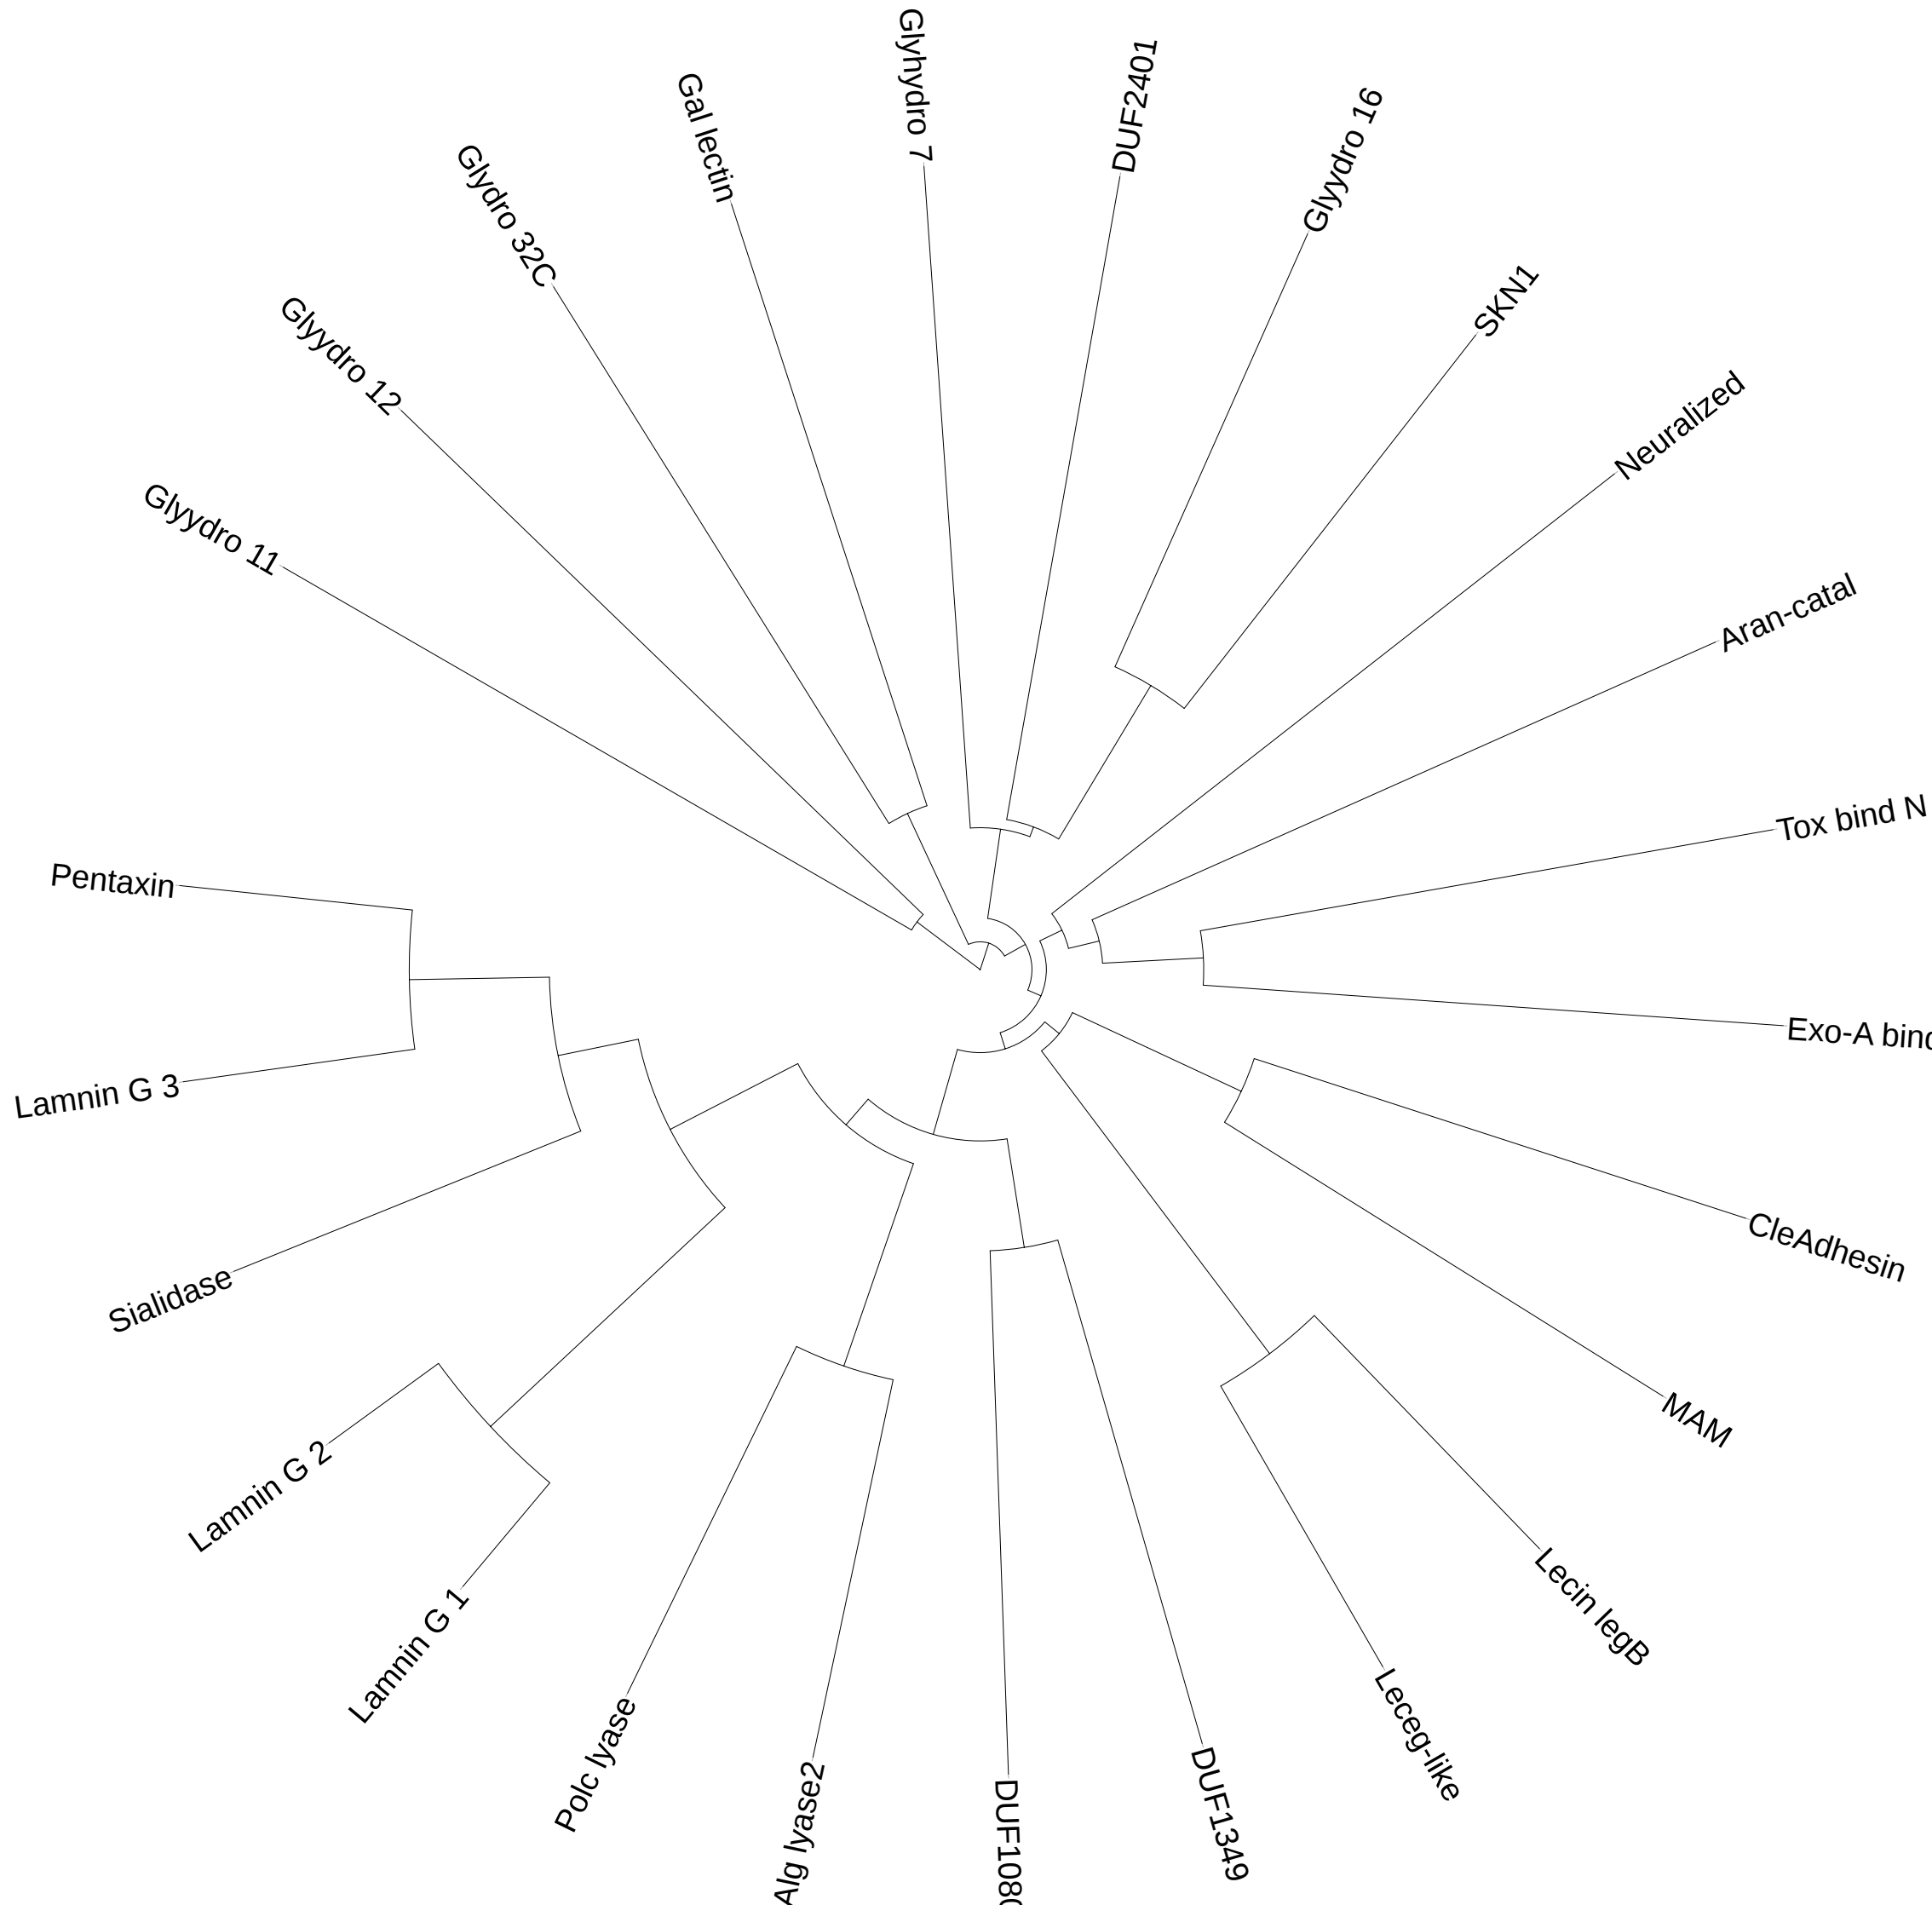 Glyhydro 7
DUF2401
Glyydro 16
SKN1
Neuralized
Aran-catal
Tox bind N
Exo-A bind
CleAdhesin
MAM
Lecin legB
Leceg-like
DUF1349
DUF1080
Alg lyase2
Polc lyase
Lamnin G 1
Lamnin G 2
Sialidase
Lamnin G 3
Pentaxin
Glyydro 11
Glyydro 12
Glydro 32C
Gal lectin